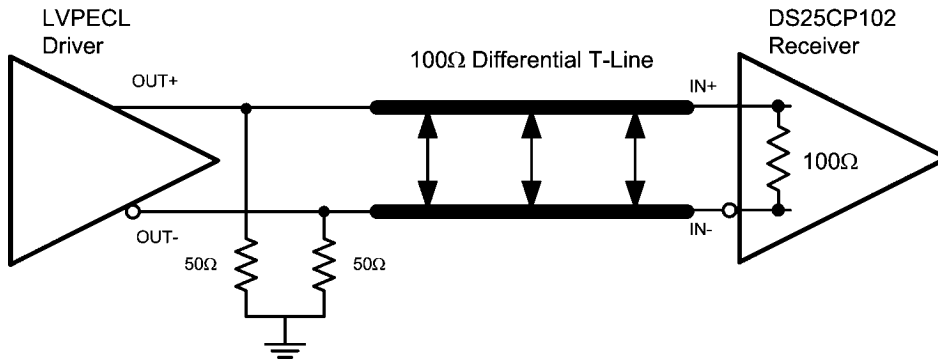 LVPECL
Driver
DS25CP102
Receiver
100Ω Differential T-Line
OUT+
IN+
100Ω
OUT-
IN-
50Ω
50Ω